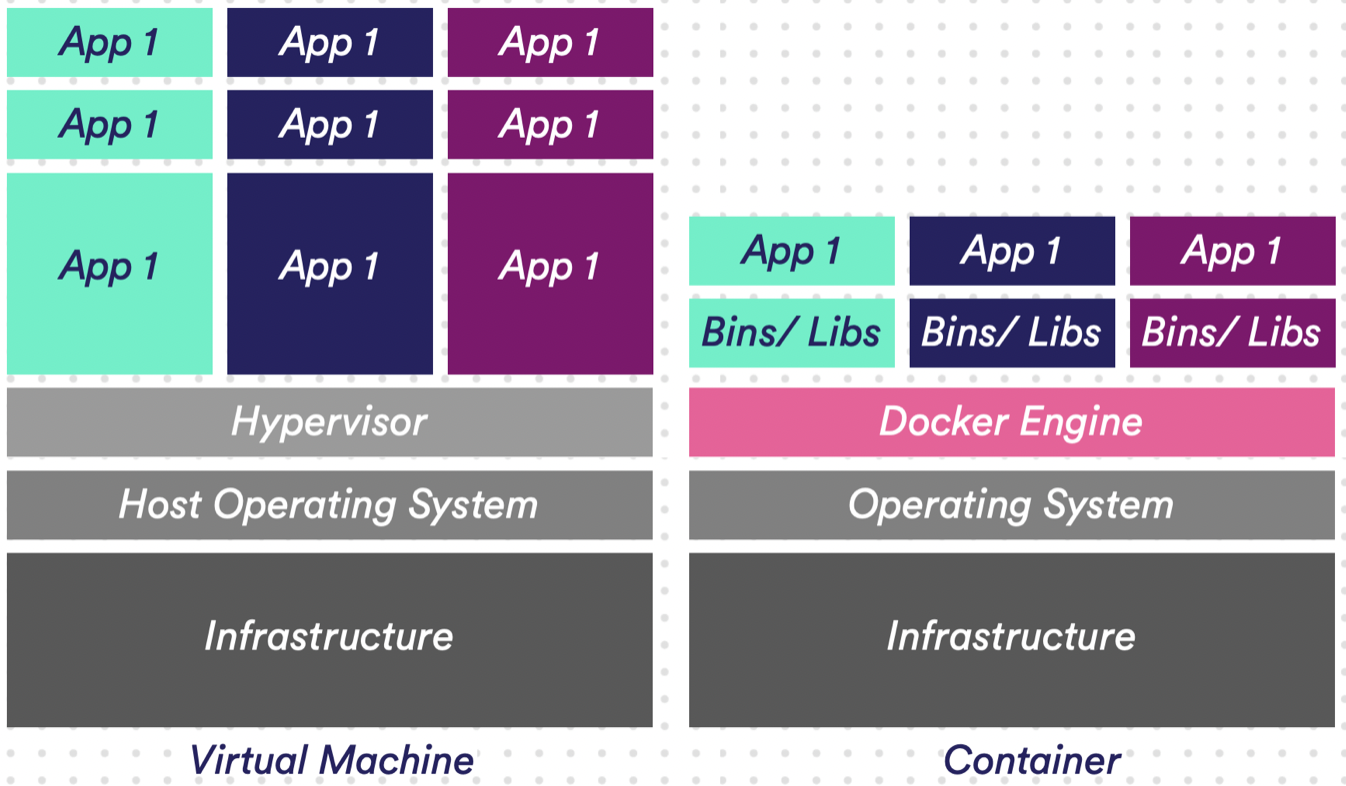 App 1 App 1 App 1
App 1 App 1 App 1
App 1 App 1 App 1
Hypervisor
Host Operating System
Infrastructure
Virtual Machine
App 1 App 1 App 1
Bins/ Libs Bins/ Libs Bins/ Libs
Docker Engine
Operating System
Infrastructure
Container